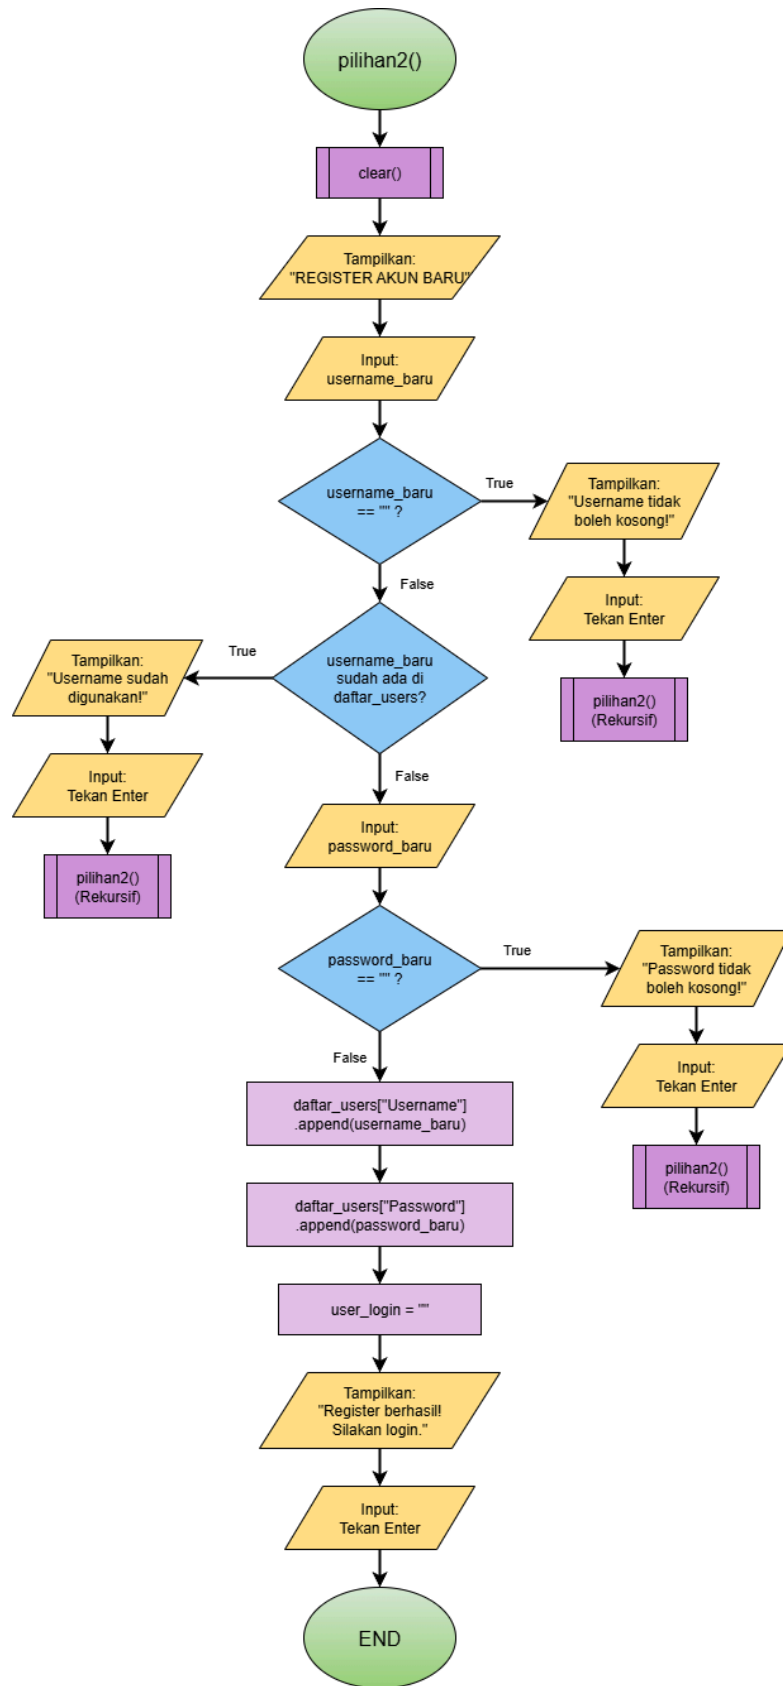 pilihan2()
clear()
Tampilkan:
"REGISTER AKUN BARU"
Input:
username_baru
username_baru
== "" ?
True
Tampilkan:
"Username tidak
boleh kosong!"
Input:
Tekan Enter
pilihan2()
(Rekursif)
False
username_baru
sudah ada di
daftar_users?
True
Tampilkan:
"Username sudah
digunakan!"
Input:
Tekan Enter
pilihan2()
(Rekursif)
False
Input:
password_baru
password_baru
== "" ?
True
Tampilkan:
"Password tidak
boleh kosong!"
Input:
Tekan Enter
pilihan2()
(Rekursif)
False
daftar_users["Username"]
.append(username_baru)
daftar_users["Password"]
.append(password_baru)
user_login = ""
Tampilkan:
"Register berhasil!
Silakan login."
Input:
Tekan Enter
END